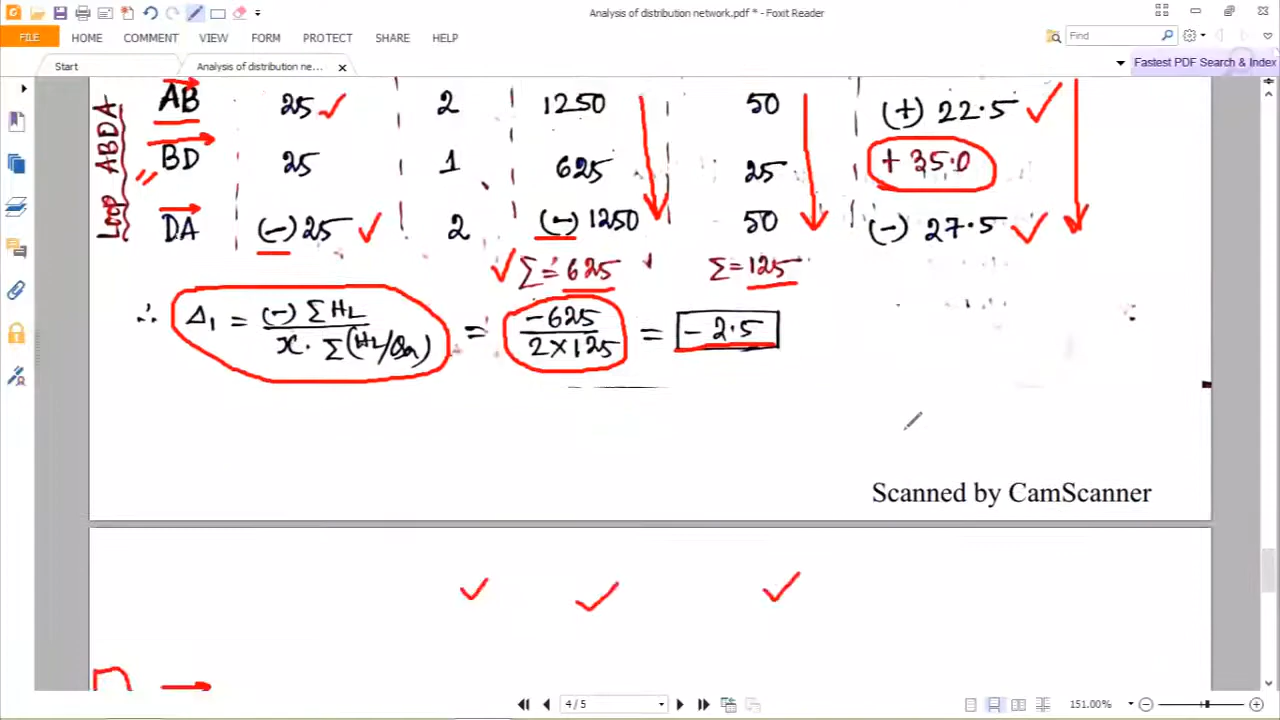 Analysis of distribution network.pdf * - Foxit Reader
FILE HOME COMMENT VIEW FORM PROTECT SHARE HELP
Find
Start
Analysis of distribution ne...
Fastest PDF Search & Index
Loop ABDA
AB 25 2 1250 50 (+) 22.5
BD 25 1 625 25 + 35.0
DA (-) 25 2 (-) 1250 50 (-) 27.5
Σ = 625 Σ = 125
∴ Δ₁ = (-) Σ HL / x. Σ(HL/Qa) = -625 / 2×125 = -2.5
Scanned by CamScanner
4 / 5
151.00%